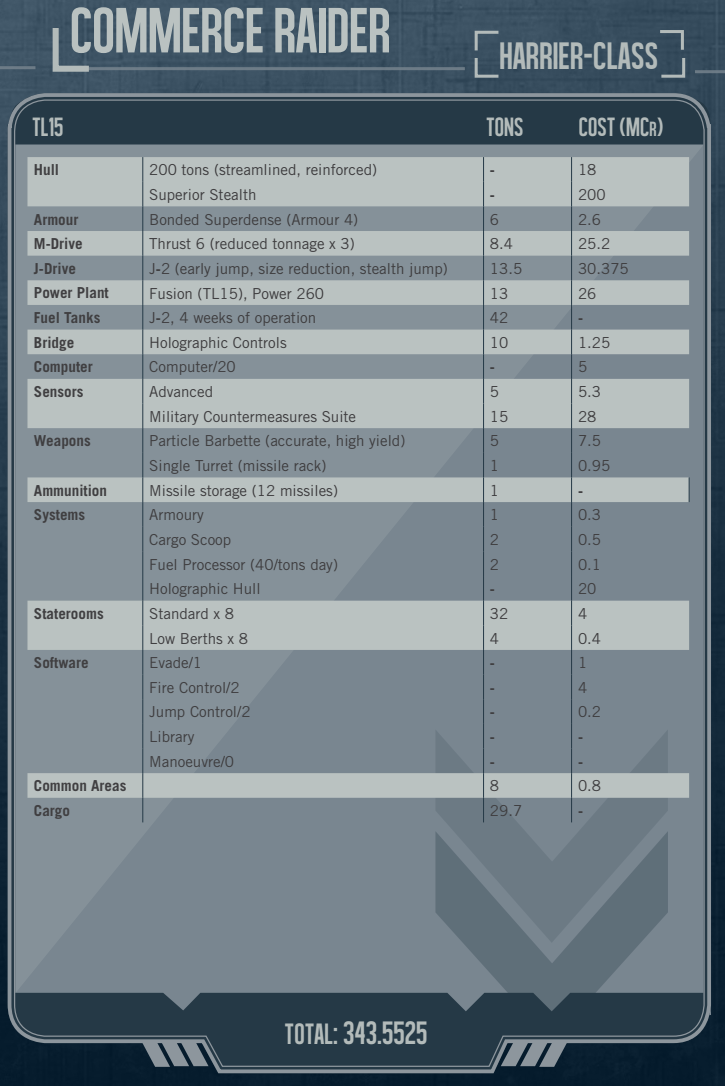 COMMERCE RAIDER
HARRIER-CLASS
TL15 TONS COST (MCR)
Hull 200 tons (streamlined, reinforced) - 18
Superior Stealth - 200
Armour Bonded Superdense (Armour 4) 6 2.6
M-Drive Thrust 6 (reduced tonnage x 3) 8.4 25.2
J-Drive J-2 (early jump, size reduction, stealth jump) 13.5 30.375
Power Plant Fusion (TL15), Power 260 13 26
Fuel Tanks J-2, 4 weeks of operation 42 -
Bridge Holographic Controls 10 1.25
Computer Computer/20 - 5
Sensors Advanced 5 5.3
Military Countermeasures Suite 15 28
Weapons Particle Barbette (accurate, high yield) 5 7.5
Single Turret (missile rack) 1 0.95
Ammunition Missile storage (12 missiles) 1 -
Systems Armoury 1 0.3
Cargo Scoop 2 0.5
Fuel Processor (40/tons day) 2 0.1
Holographic Hull - 20
Staterooms Standard x 8 32 4
Low Berths x 8 4 0.4
Software Evade/1 - 1
Fire Control/2 - 4
Jump Control/2 - 0.2
Library - -
Manoeuvre/0 - -
Common Areas 8 0.8
Cargo 29.7 -
TOTAL: 343.5525